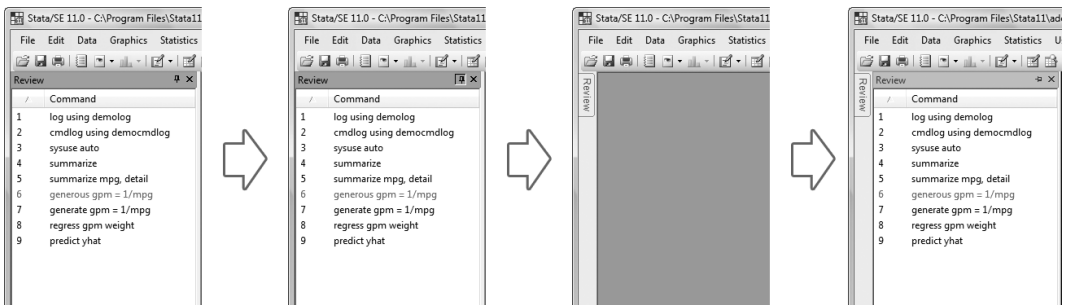 Stata/SE 11.0 - C:\Program Files\Stata11
File Edit Data Graphics Statistics
Review
/ Command
1 log using demolog
2 cmdlog using democmdlog
3 sysuse auto
4 summarize
5 summarize mpg, detail
6 generous gpm = 1/mpg
7 generate gpm = 1/mpg
8 regress gpm weight
9 predict yhat
Stata/SE 11.0 - C:\Program Files\Stata11
File Edit Data Graphics Statistics
Review
/ Command
1 log using demolog
2 cmdlog using democmdlog
3 sysuse auto
4 summarize
5 summarize mpg, detail
6 generous gpm = 1/mpg
7 generate gpm = 1/mpg
8 regress gpm weight
9 predict yhat
Stata/SE 11.0 - C:\Program Files\Stata11
File Edit Data Graphics Statistics
Review
Stata/SE 11.0 - C:\Program Files\Stata11\ado
File Edit Data Graphics Statistics U
Review
Review
/ Command
1 log using demolog
2 cmdlog using democmdlog
3 sysuse auto
4 summarize
5 summarize mpg, detail
6 generous gpm = 1/mpg
7 generate gpm = 1/mpg
8 regress gpm weight
9 predict yhat